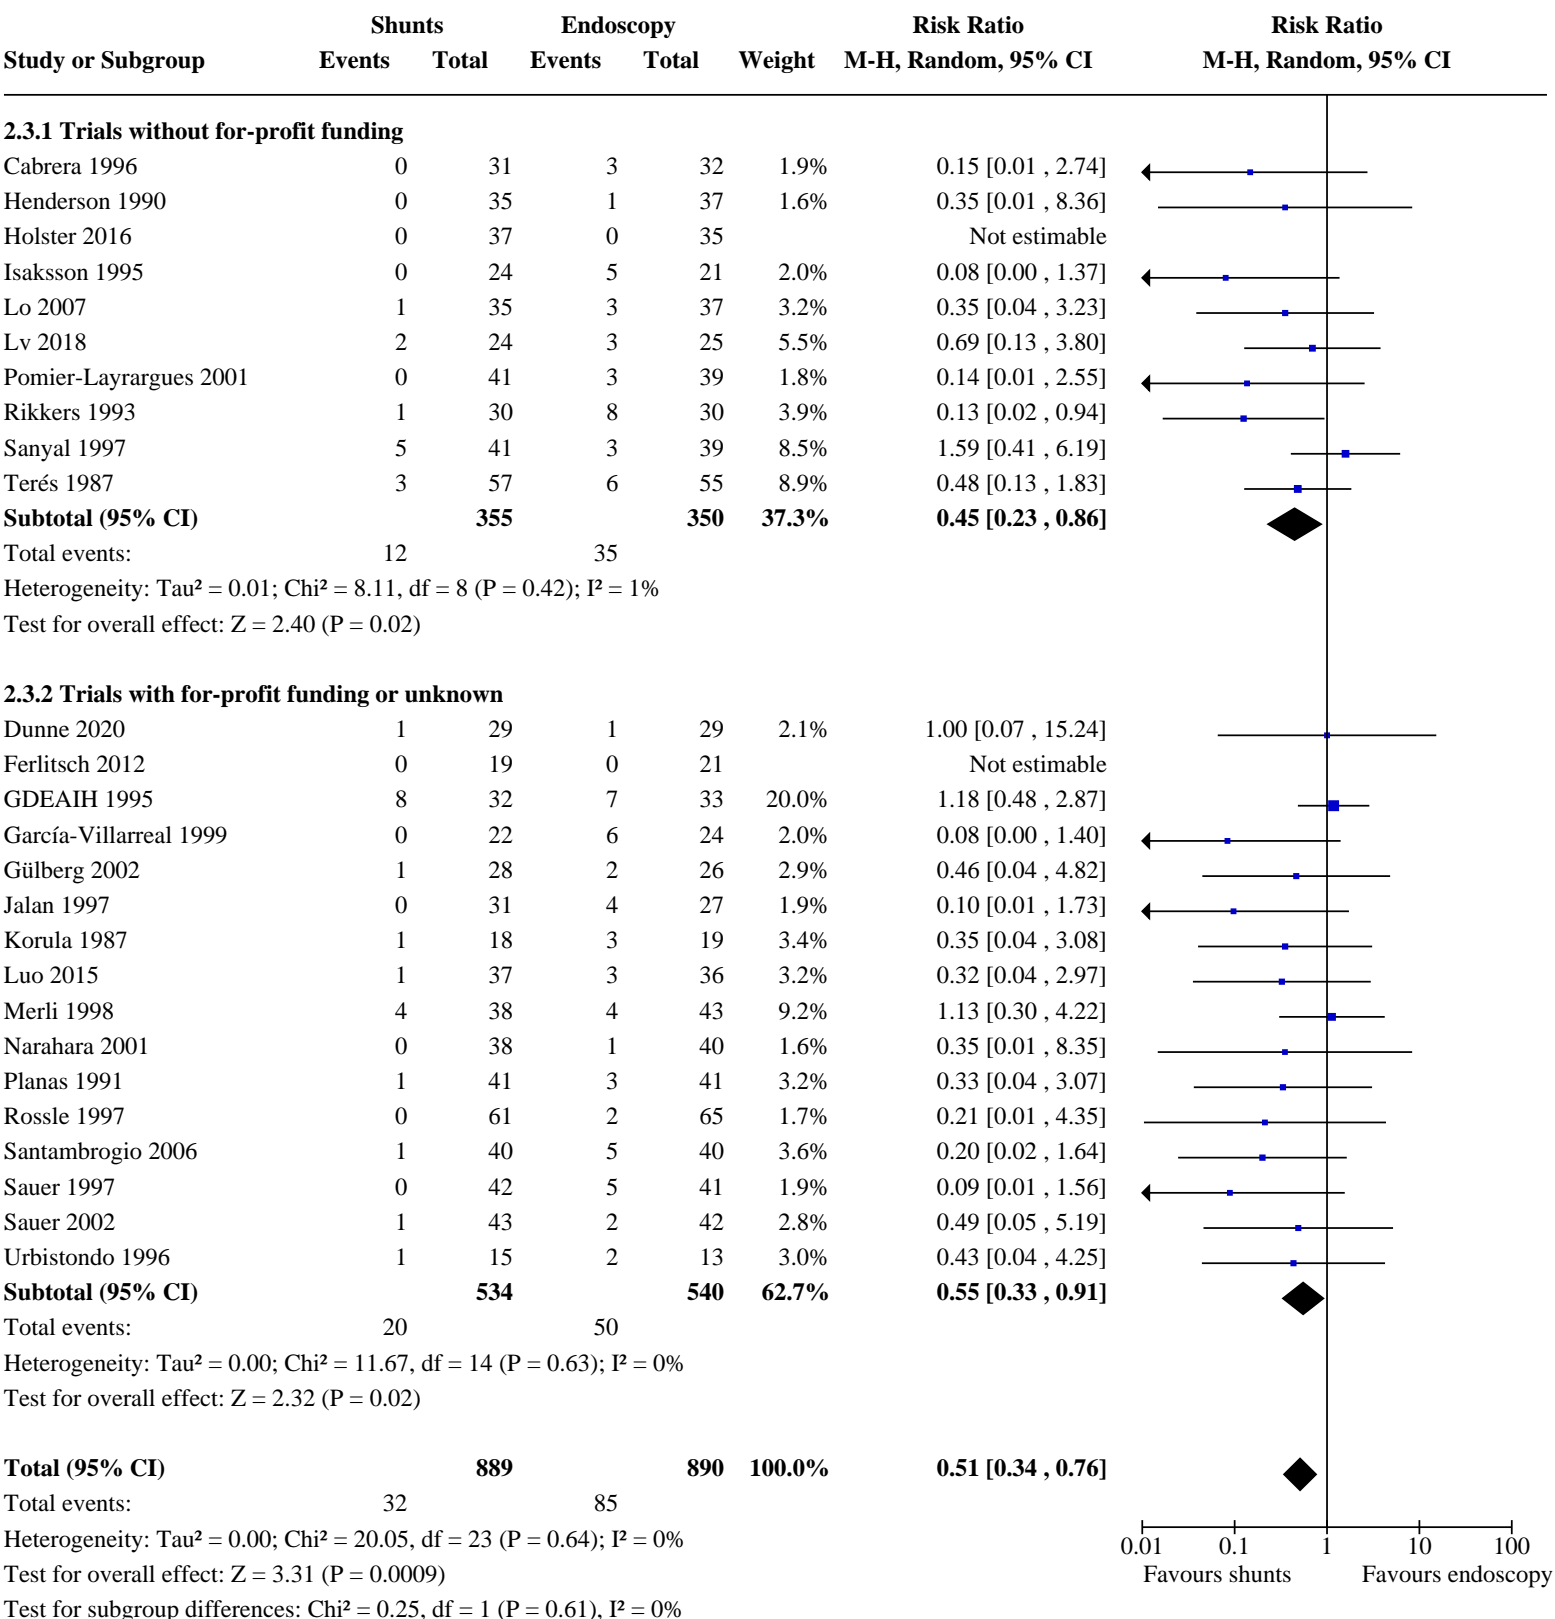 Shunts Endoscopy Risk Ratio Risk Ratio
Study or Subgroup Events Total Events Total Weight M-H, Random, 95% CI M-H, Random, 95% CI
2.3.1 Trials without for-profit funding
Cabrera 1996 0 31 3 32 1.9% 0.15 [0.01 , 2.74]
Henderson 1990 0 35 1 37 1.6% 0.35 [0.01 , 8.36]
Holster 2016 0 37 0 35 Not estimable
Isaksson 1995 0 24 5 21 2.0% 0.08 [0.00 , 1.37]
Lo 2007 1 35 3 37 3.2% 0.35 [0.04 , 3.23]
Lv 2018 2 24 3 25 5.5% 0.69 [0.13 , 3.80]
Pomier-Layrargues 2001 0 41 3 39 1.8% 0.14 [0.01 , 2.55]
Rikkers 1993 1 30 8 30 3.9% 0.13 [0.02 , 0.94]
Sanyal 1997 5 41 3 39 8.5% 1.59 [0.41 , 6.19]
Terés 1987 3 57 6 55 8.9% 0.48 [0.13 , 1.83]
Subtotal (95% CI) 355 350 37.3% 0.45 [0.23 , 0.86]
Total events: 12 35
Heterogeneity: Tau² = 0.01; Chi² = 8.11, df = 8 (P = 0.42); I² = 1%
Test for overall effect: Z = 2.40 (P = 0.02)
2.3.2 Trials with for-profit funding or unknown
Dunne 2020 1 29 1 29 2.1% 1.00 [0.07 , 15.24]
Ferlitsch 2012 0 19 0 21 Not estimable
GDEAIH 1995 8 32 7 33 20.0% 1.18 [0.48 , 2.87]
García-Villarreal 1999 0 22 6 24 2.0% 0.08 [0.00 , 1.40]
Gülberg 2002 1 28 2 26 2.9% 0.46 [0.04 , 4.82]
Jalan 1997 0 31 4 27 1.9% 0.10 [0.01 , 1.73]
Korula 1987 1 18 3 19 3.4% 0.35 [0.04 , 3.08]
Luo 2015 1 37 3 36 3.2% 0.32 [0.04 , 2.97]
Merli 1998 4 38 4 43 9.2% 1.13 [0.30 , 4.22]
Narahara 2001 0 38 1 40 1.6% 0.35 [0.01 , 8.35]
Planas 1991 1 41 3 41 3.2% 0.33 [0.04 , 3.07]
Rossle 1997 0 61 2 65 1.7% 0.21 [0.01 , 4.35]
Santambrogio 2006 1 40 5 40 3.6% 0.20 [0.02 , 1.64]
Sauer 1997 0 42 5 41 1.9% 0.09 [0.01 , 1.56]
Sauer 2002 1 43 2 42 2.8% 0.49 [0.05 , 5.19]
Urbistondo 1996 1 15 2 13 3.0% 0.43 [0.04 , 4.25]
Subtotal (95% CI) 534 540 62.7% 0.55 [0.33 , 0.91]
Total events: 20 50
Heterogeneity: Tau² = 0.00; Chi² = 11.67, df = 14 (P = 0.63); I² = 0%
Test for overall effect: Z = 2.32 (P = 0.02)
Total (95% CI) 889 890 100.0% 0.51 [0.34 , 0.76]
Total events: 32 85
Heterogeneity: Tau² = 0.00; Chi² = 20.05, df = 23 (P = 0.64); I² = 0% 0.01 0.1 1 10 100
Test for overall effect: Z = 3.31 (P = 0.0009) Favours shunts Favours endoscopy
Test for subgroup differences: Chi² = 0.25, df = 1 (P = 0.61), I² = 0%